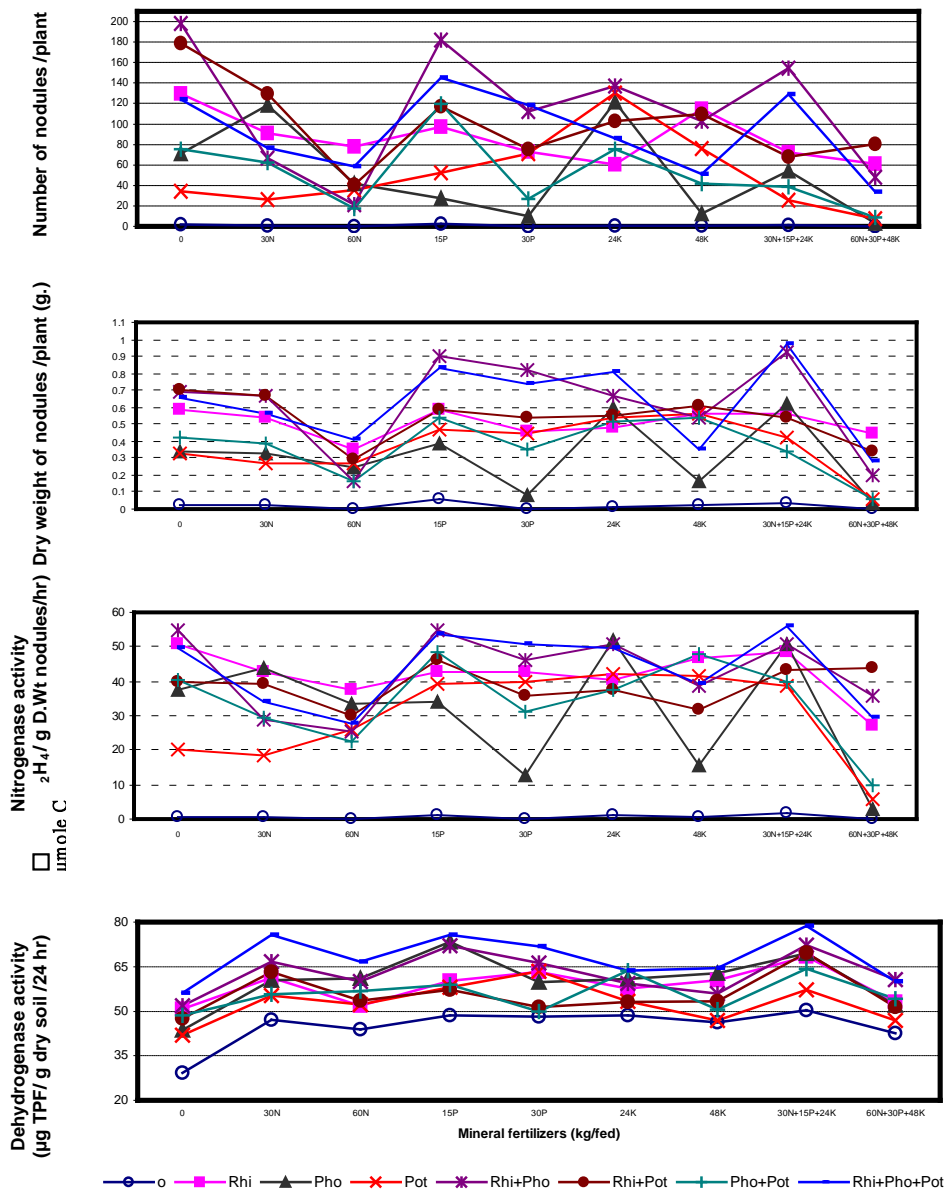 Number of nodules /plant
200
180
160
140
120
100
80
60
40
20
0
0 30N 60N 15P 30P 24K 48K 30N+15P+24K 60N+30P+48K
Dry weight of nodules /plant (g.)
1.1
1
0.9
0.8
0.7
0.6
0.5
0.4
0.3
0.2
0.1
0
0 30N 60N 15P 30P 24K 48K 30N+15P+24K 60N+30P+48K
Nitrogenase activity
□ mole C₂H₄/ g D.Wt nodules/hr)
60
50
40
30
20
10
0
0 30N 60N 15P 30P 24K 48K 30N+15P+24K 60N+30P+48K
Dehydrogenase activity
(µg TPF/ g dry soil /24 hr)
80
65
50
35
20
0 30N 60N 15P 30P 24K 48K 30N+15P+24K 60N+30P+48K
Mineral fertilizers (kg/fed)
o Rhi Pho Pot Rhi+Pho Rhi+Pot Pho+Pot Rhi+Pho+Pot